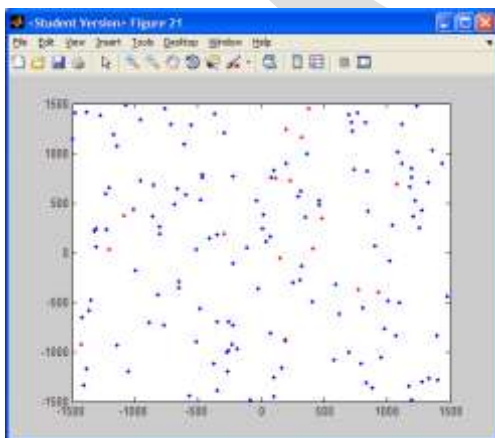 <Student Version> Figure 21
File Edit View Insert Tools Desktop Window Help
1500
1000
500
0
-500
-1000
-1500
-1500 -1000 -500 0 500 1000 1500